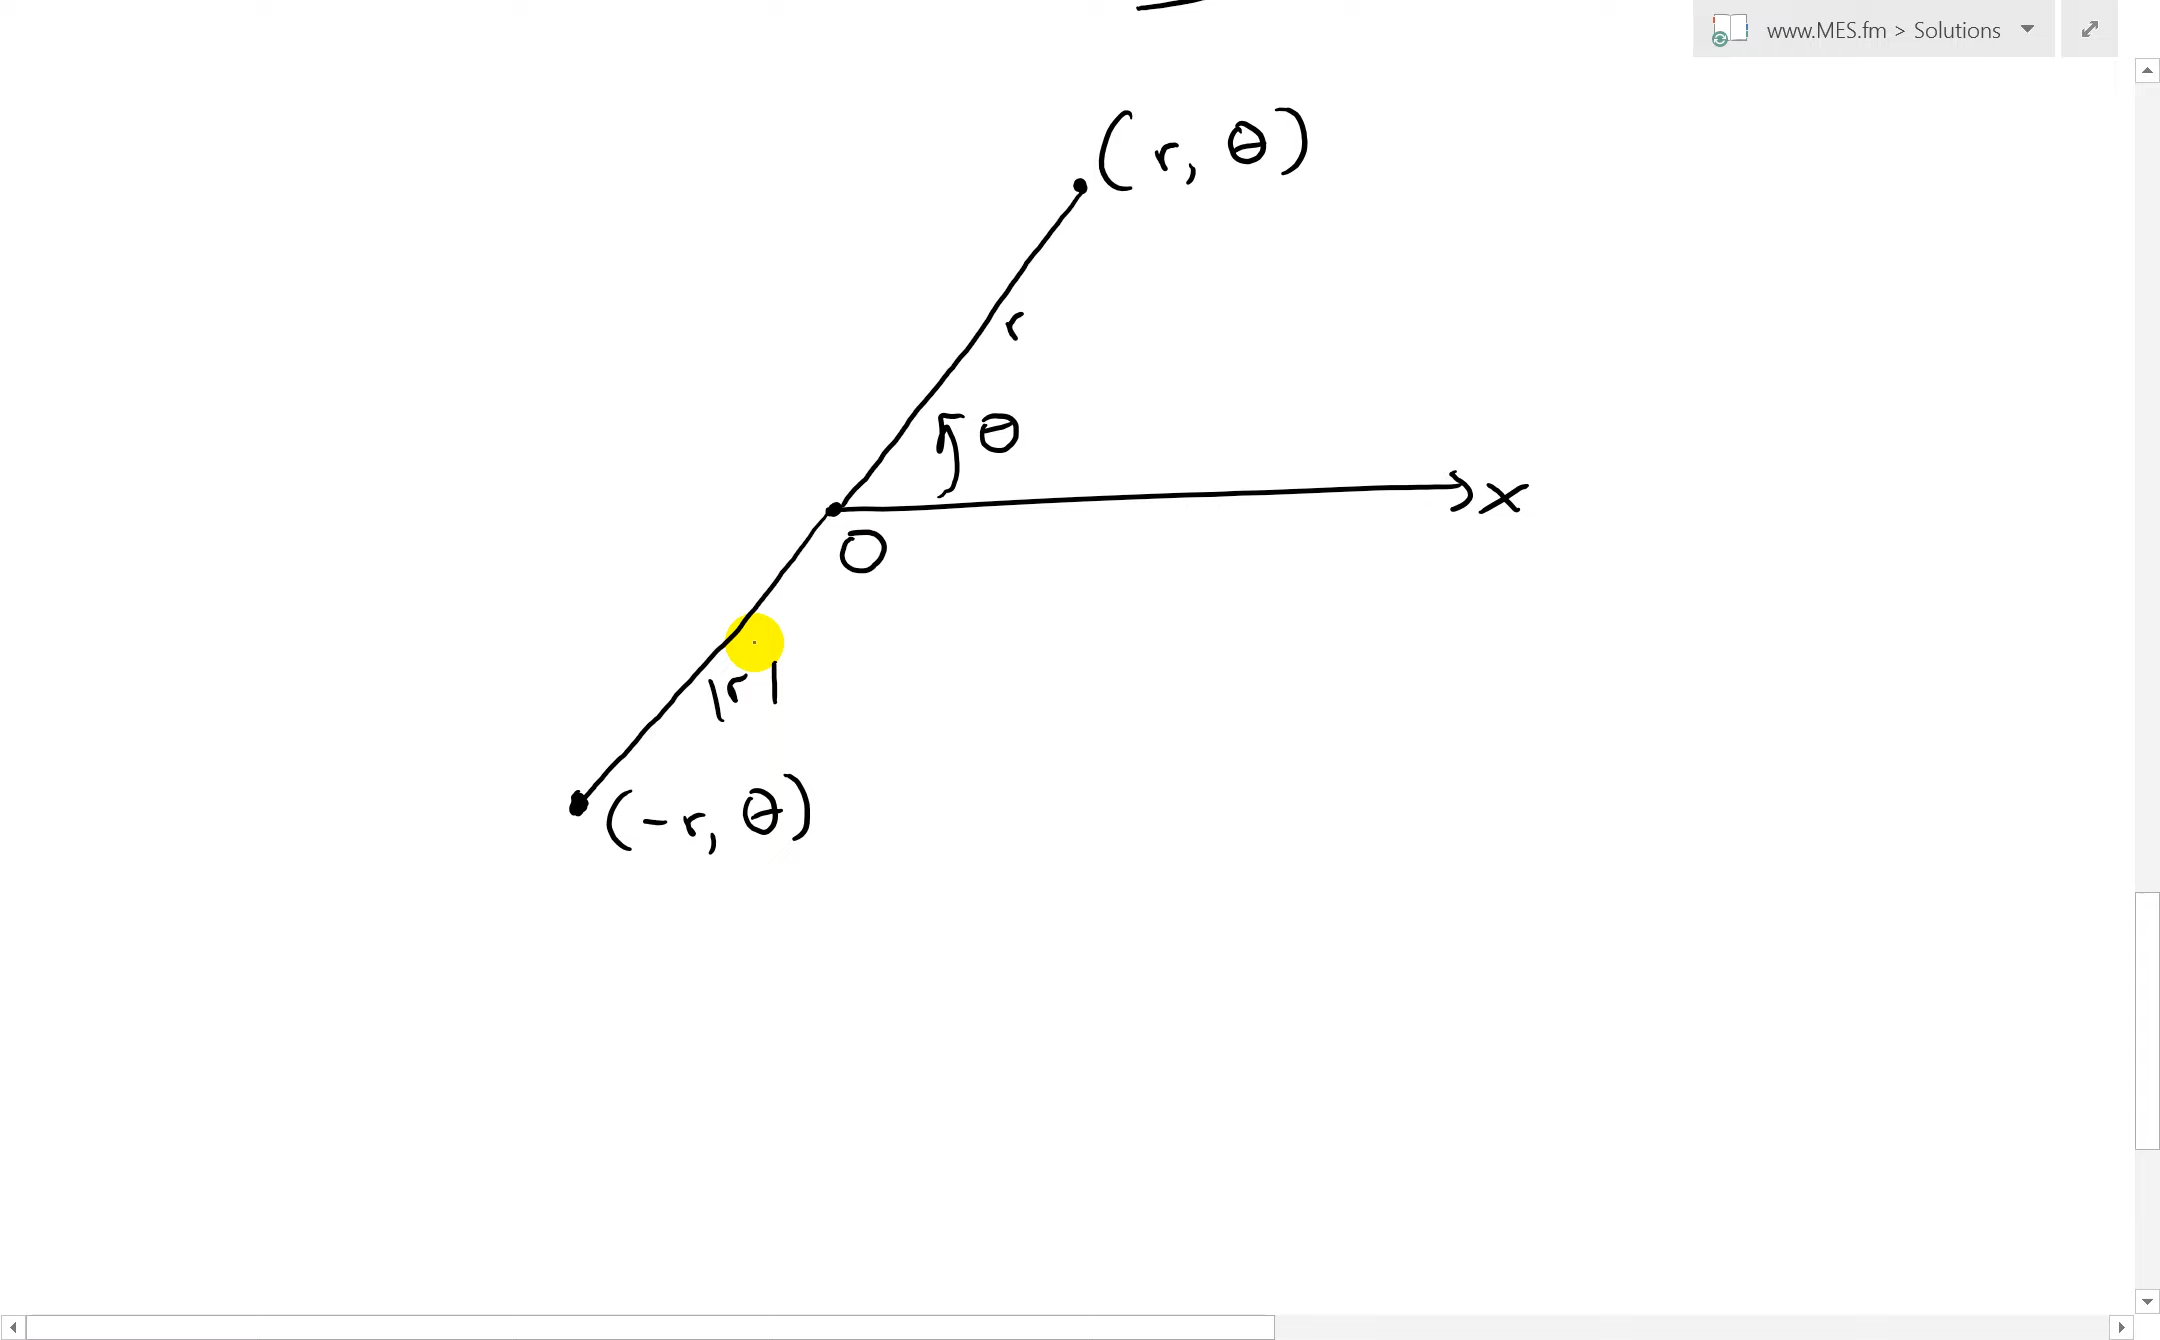 www.MES.fm > Solutions
(r, θ)
r
θ
x
O
|r|
(-r, θ)